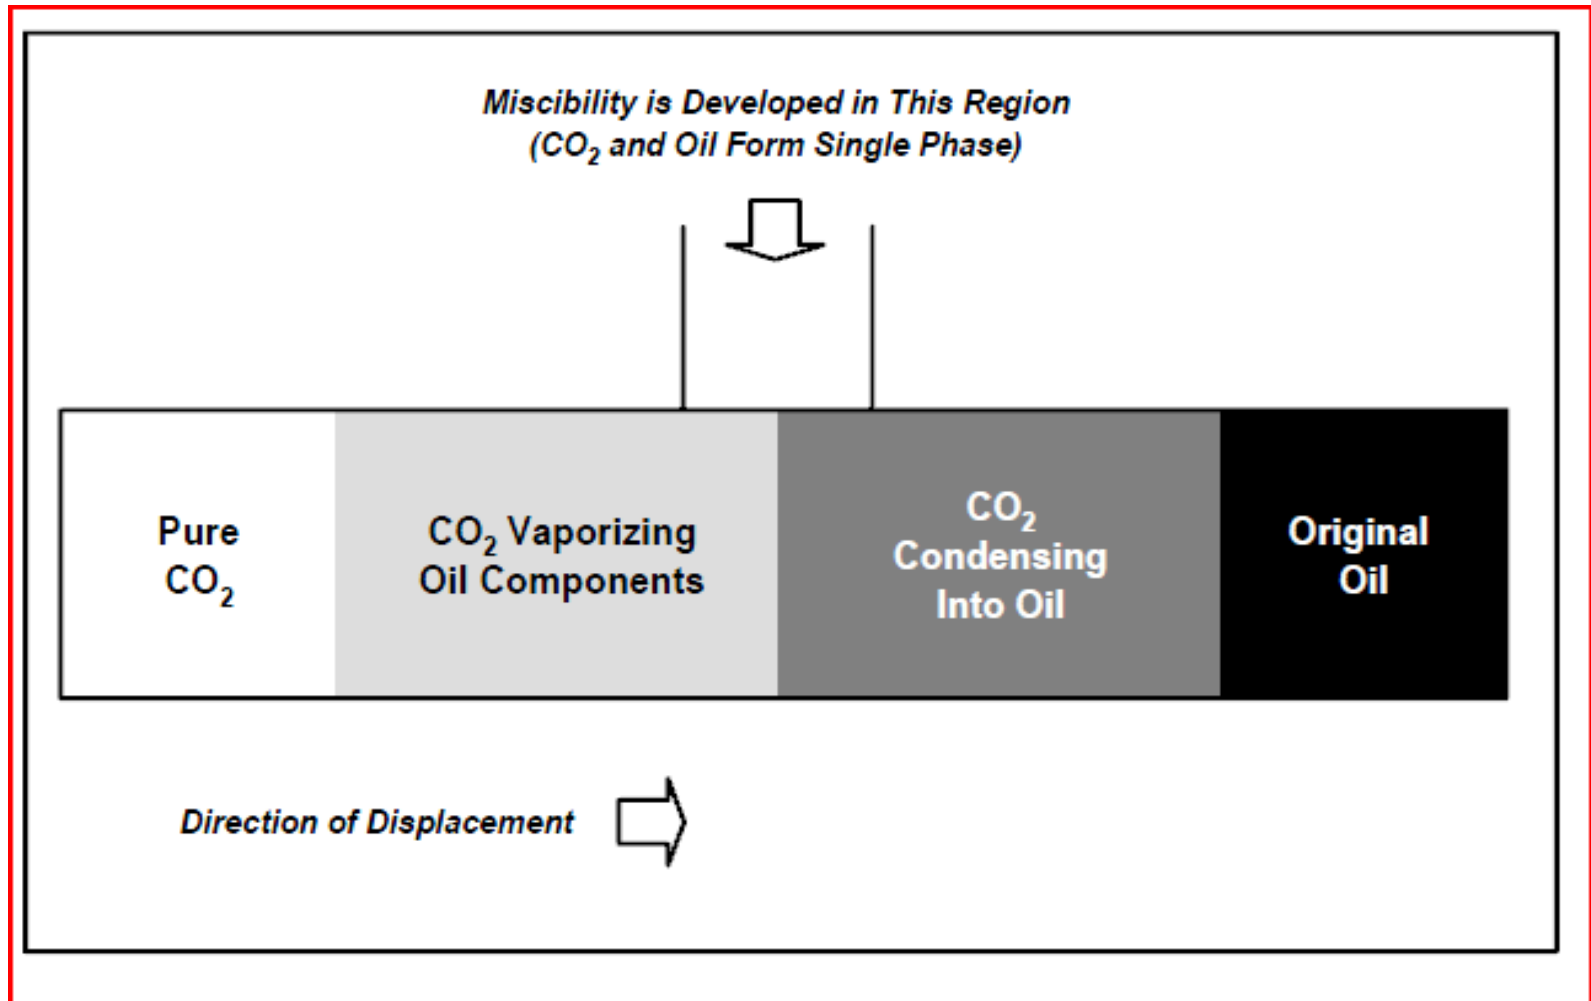 Miscibility is Developed in This Region
(CO₂ and Oil Form Single Phase)
Pure
CO₂
CO₂ Vaporizing
Oil Components
CO₂
Condensing
Into Oil
Original
Oil
Direction of Displacement